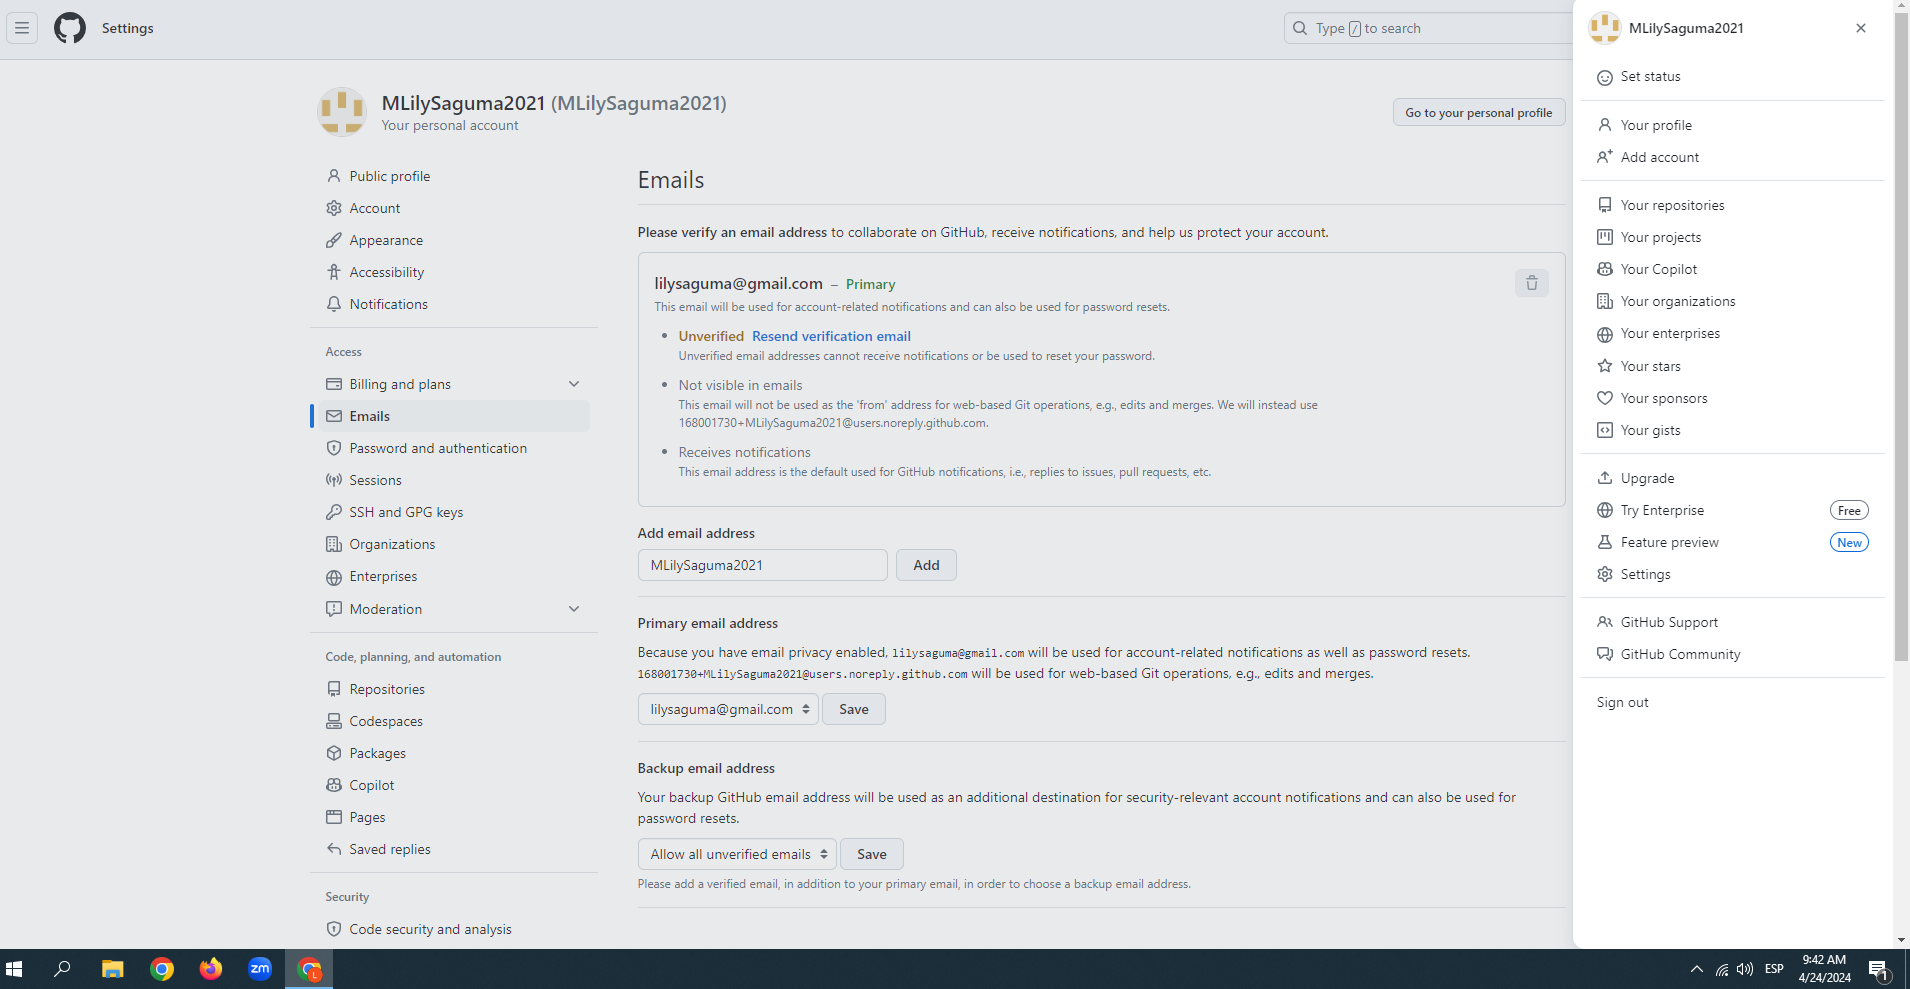 Settings
Type / to search
MLilySaguma2021 (MLilySaguma2021)
Your personal account
Go to your personal profile
Public profile
Account
Appearance
Accessibility
Notifications
Access
Billing and plans
Emails
Password and authentication
Sessions
SSH and GPG keys
Organizations
Enterprises
Moderation
Code, planning, and automation
Repositories
Codespaces
Packages
Copilot
Pages
Saved replies
Security
Code security and analysis
Emails
Please verify an email address to collaborate on GitHub, receive notifications, and help us protect your account.
lilysaguma@gmail.com – Primary
This email will be used for account-related notifications and can also be used for password resets.
Unverified Resend verification email
Unverified email addresses cannot receive notifications or be used to reset your password.
Not visible in emails
This email will not be used as the 'from' address for web-based Git operations, e.g., edits and merges. We will instead use
168001730+MLilySaguma2021@users.noreply.github.com.
Receives notifications
This email address is the default used for GitHub notifications, i.e., replies to issues, pull requests, etc.
Add email address
MLilySaguma2021 Add
Primary email address
Because you have email privacy enabled, lilysaguma@gmail.com will be used for account-related notifications as well as password resets.
168001730+MLilySaguma2021@users.noreply.github.com will be used for web-based Git operations, e.g., edits and merges.
lilysaguma@gmail.com Save
Backup email address
Your backup GitHub email address will be used as an additional destination for security-relevant account notifications and can also be used for
password resets.
Allow all unverified emails Save
Please add a verified email, in addition to your primary email, in order to choose a backup email address.
MLilySaguma2021
Set status
Your profile
Add account
Your repositories
Your projects
Your Copilot
Your organizations
Your enterprises
Your stars
Your sponsors
Your gists
Upgrade
Try Enterprise Free
Feature preview New
Settings
GitHub Support
GitHub Community
Sign out
zm
L
ESP
9:42 AM
4/24/2024
1